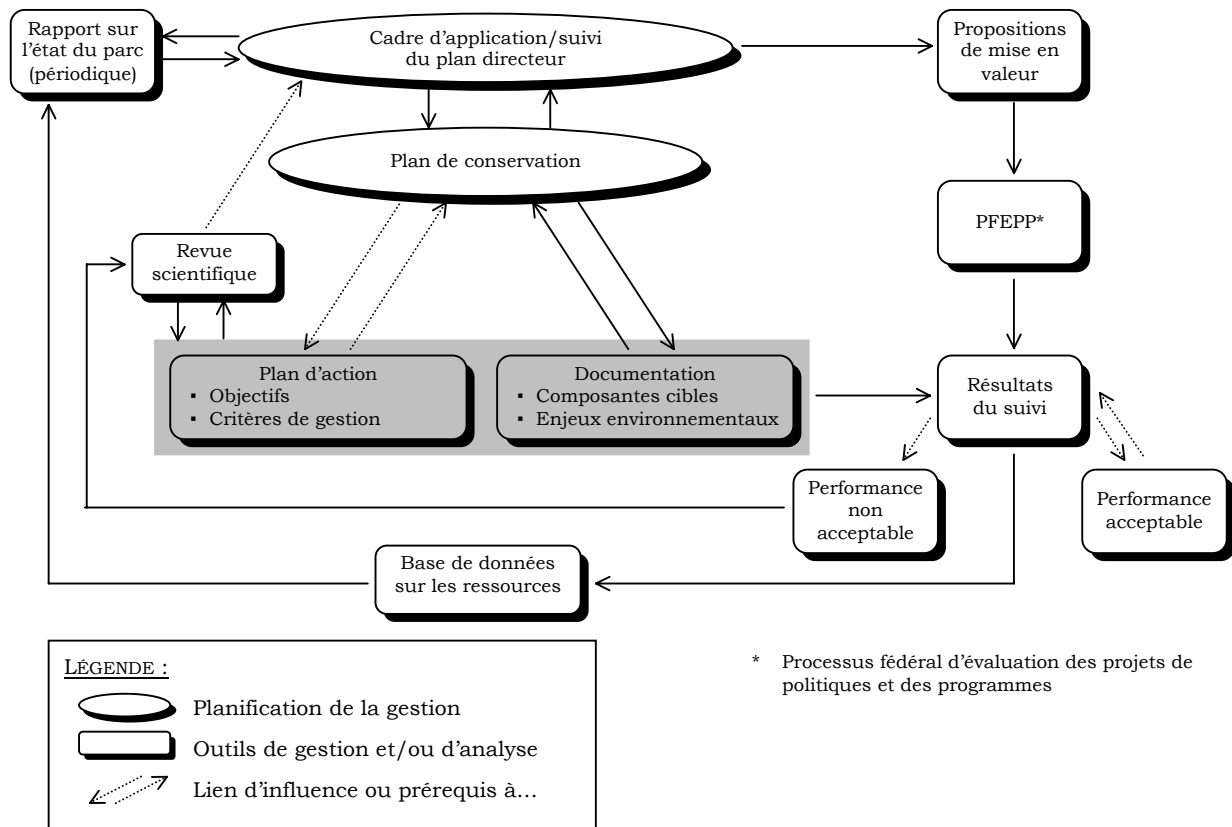 Rapport sur
l’état du parc
(périodique)
Cadre d’application/suivi
du plan directeur
Propositions
de mise en
valeur
Plan de conservation
PFEPP*
Revue
scientifique
Plan d’action
▪ Objectifs
▪ Critères de gestion
Documentation
▪ Composantes cibles
▪ Enjeux environnementaux
Résultats
du suivi
Performance
non
acceptable
Performance
acceptable
Base de données
sur les ressources
LÉGENDE :
Planification de la gestion
Outils de gestion et/ou d’analyse
Lien d’influence ou prérequis à…
* Processus fédéral d’évaluation des projets de
politiques et des programmes